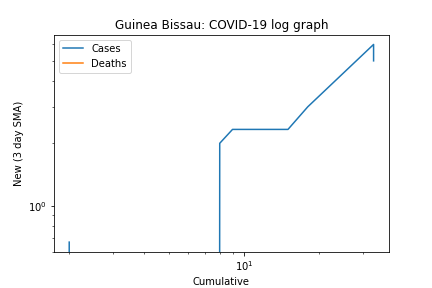 Guinea Bissau: COVID-19 log graph
Cases
Deaths
New (3 day SMA)
10⁰
10¹
Cumulative